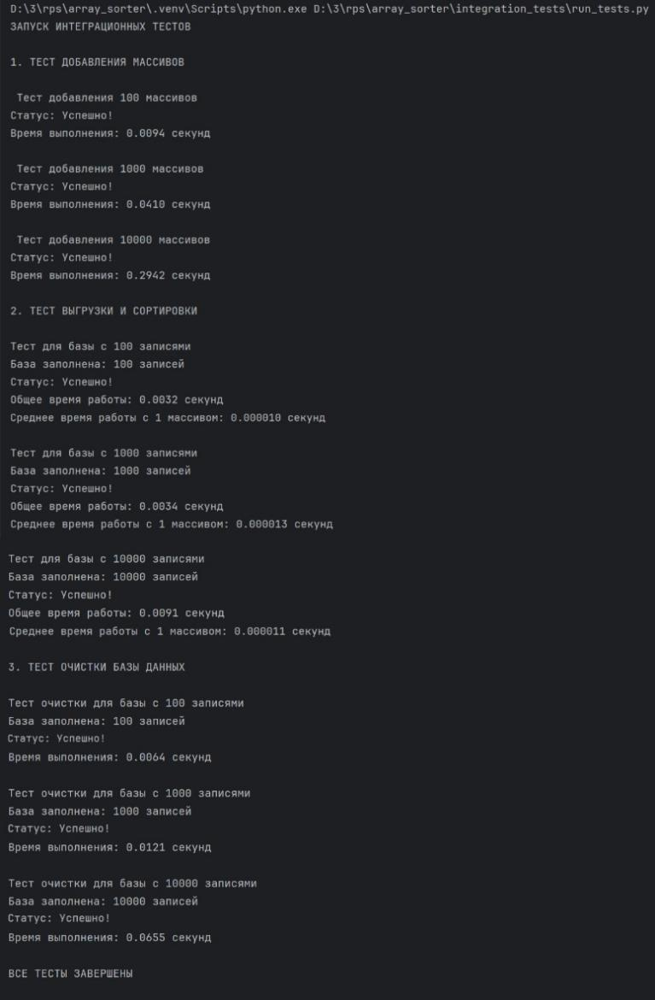 D:\3\rps\array_sorter\.venv\Scripts\python.exe D:\3\rps\array_sorter\integration_tests\run_tests.py
ЗАПУСК ИНТЕГРАЦИОННЫХ ТЕСТОВ
1. ТЕСТ ДОБАВЛЕНИЯ МАССИВОВ
Тест добавления 100 массивов
Статус: Успешно!
Время выполнения: 0.0094 секунд
Тест добавления 1000 массивов
Статус: Успешно!
Время выполнения: 0.0410 секунд
Тест добавления 10000 массивов
Статус: Успешно!
Время выполнения: 0.2942 секунд
2. ТЕСТ ВЫГРУЗКИ И СОРТИРОВКИ
Тест для базы с 100 записями
База заполнена: 100 записей
Статус: Успешно!
Общее время работы: 0.0032 секунд
Среднее время работы с 1 массивом: 0.000010 секунд
Тест для базы с 1000 записями
База заполнена: 1000 записей
Статус: Успешно!
Общее время работы: 0.0034 секунд
Среднее время работы с 1 массивом: 0.000013 секунд
Тест для базы с 10000 записями
База заполнена: 10000 записей
Статус: Успешно!
Общее время работы: 0.0091 секунд
Среднее время работы с 1 массивом: 0.000011 секунд
3. ТЕСТ ОЧИСТКИ БАЗЫ ДАННЫХ
Тест очистки для базы с 100 записями
База заполнена: 100 записей
Статус: Успешно!
Время выполнения: 0.0064 секунд
Тест очистки для базы с 1000 записями
База заполнена: 1000 записей
Статус: Успешно!
Время выполнения: 0.0121 секунд
Тест очистки для базы с 10000 записями
База заполнена: 10000 записей
Статус: Успешно!
Время выполнения: 0.0655 секунд
ВСЕ ТЕСТЫ ЗАВЕРШЕНЫ